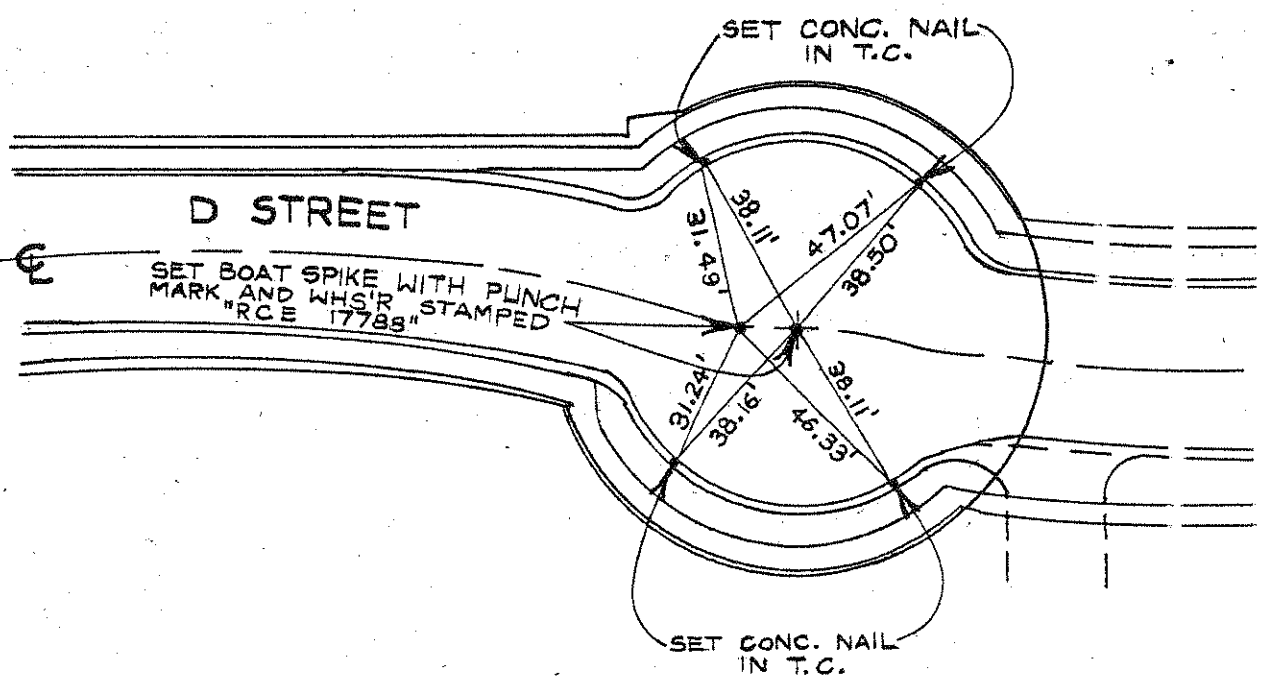 SET CONC. NAIL
IN T.C.
D STREET
℄
SET BOAT SPIKE WITH PUNCH
MARK AND WHS'R STAMPED
"RCE 17788"
31.49'
38.11'
47.07'
38.50'
31.24'
38.16'
46.33'
38.11'
SET CONC. NAIL
IN T.C.